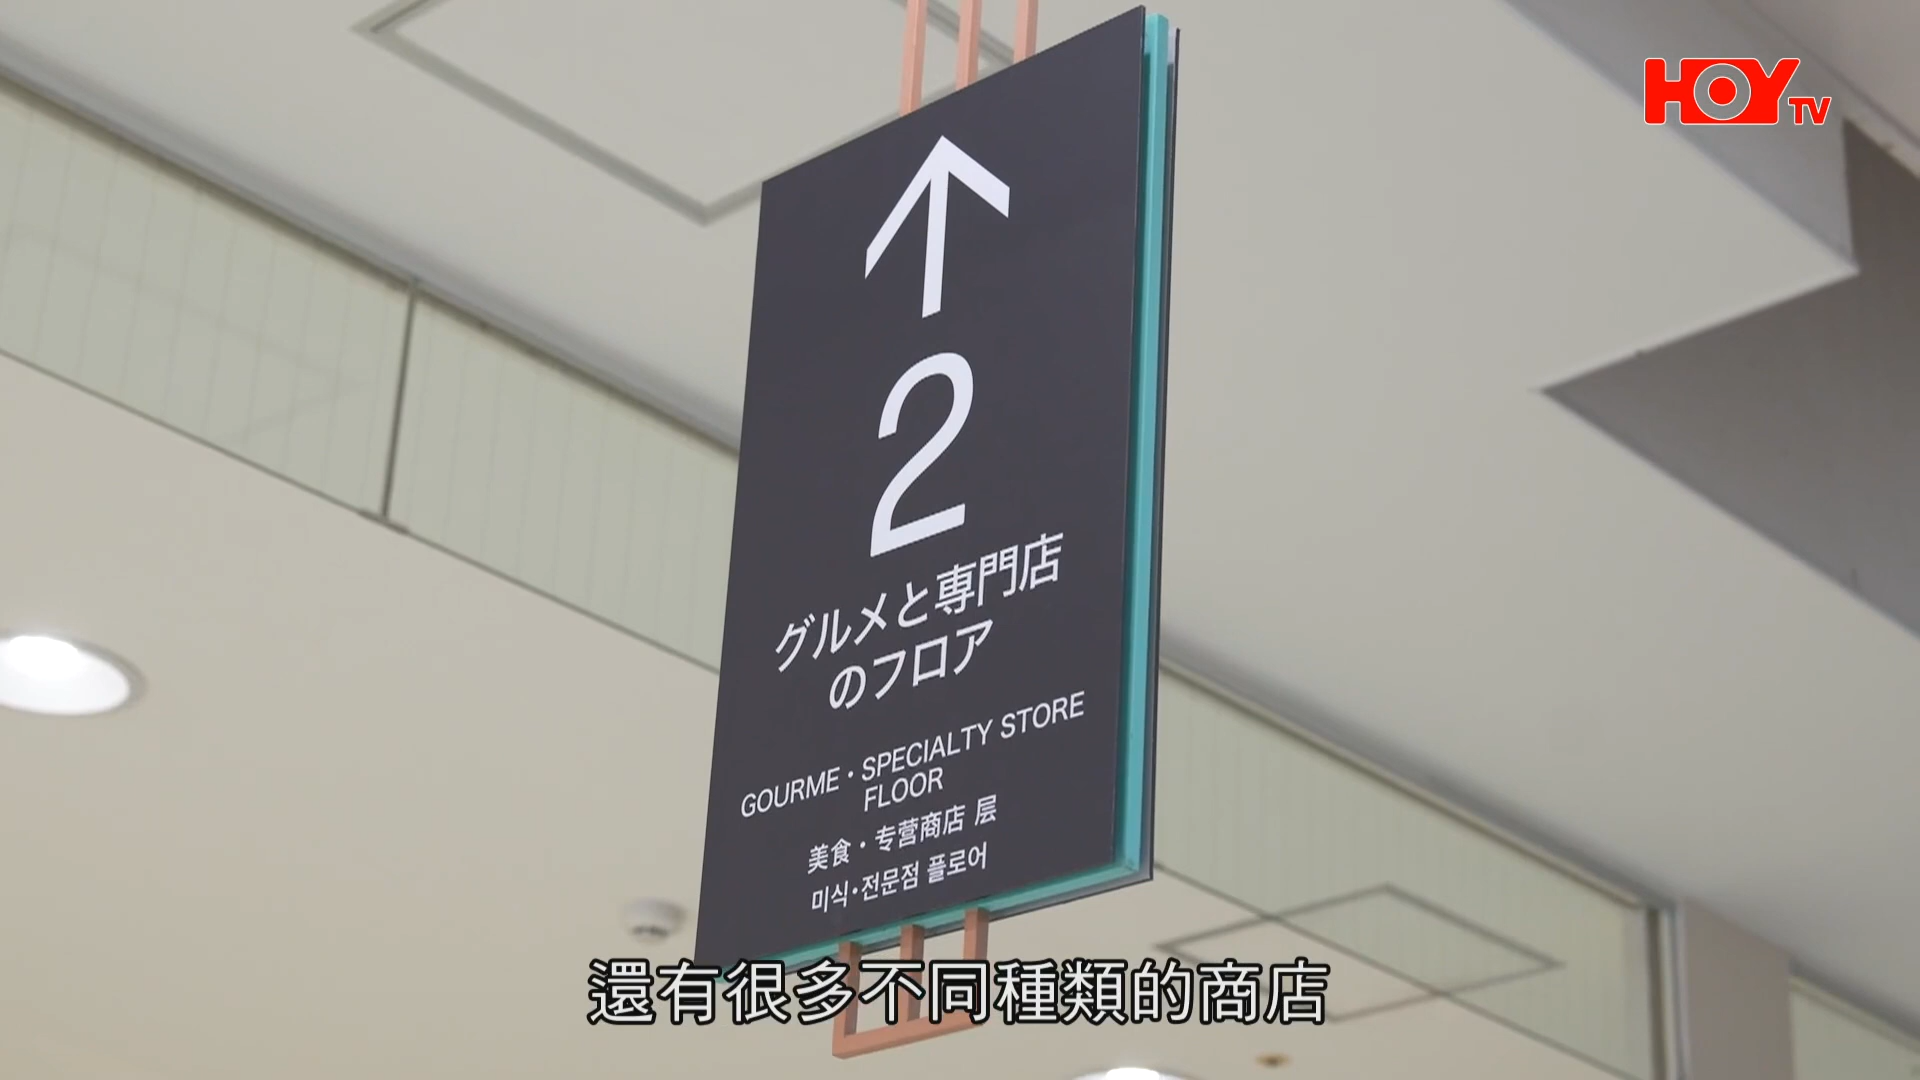 HOY TV
2
グルメと専門店
のフロア
GOURME・SPECIALTY STORE
FLOOR
美食・专营商店 层
미식・전문점 플로어
還有很多不同種類的商店